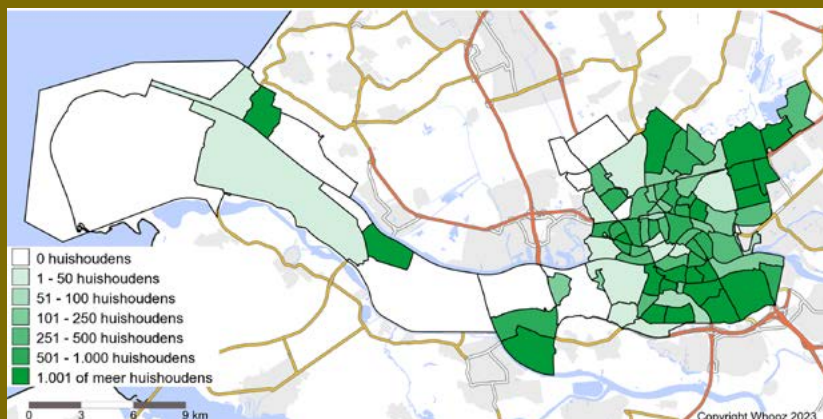 0 huishoudens
1 - 50 huishoudens
51 - 100 huishoudens
101 - 250 huishoudens
251 - 500 huishoudens
501 - 1.000 huishoudens
1.001 of meer huishoudens
0 3 6 9 km
Copyright Whooz 2023